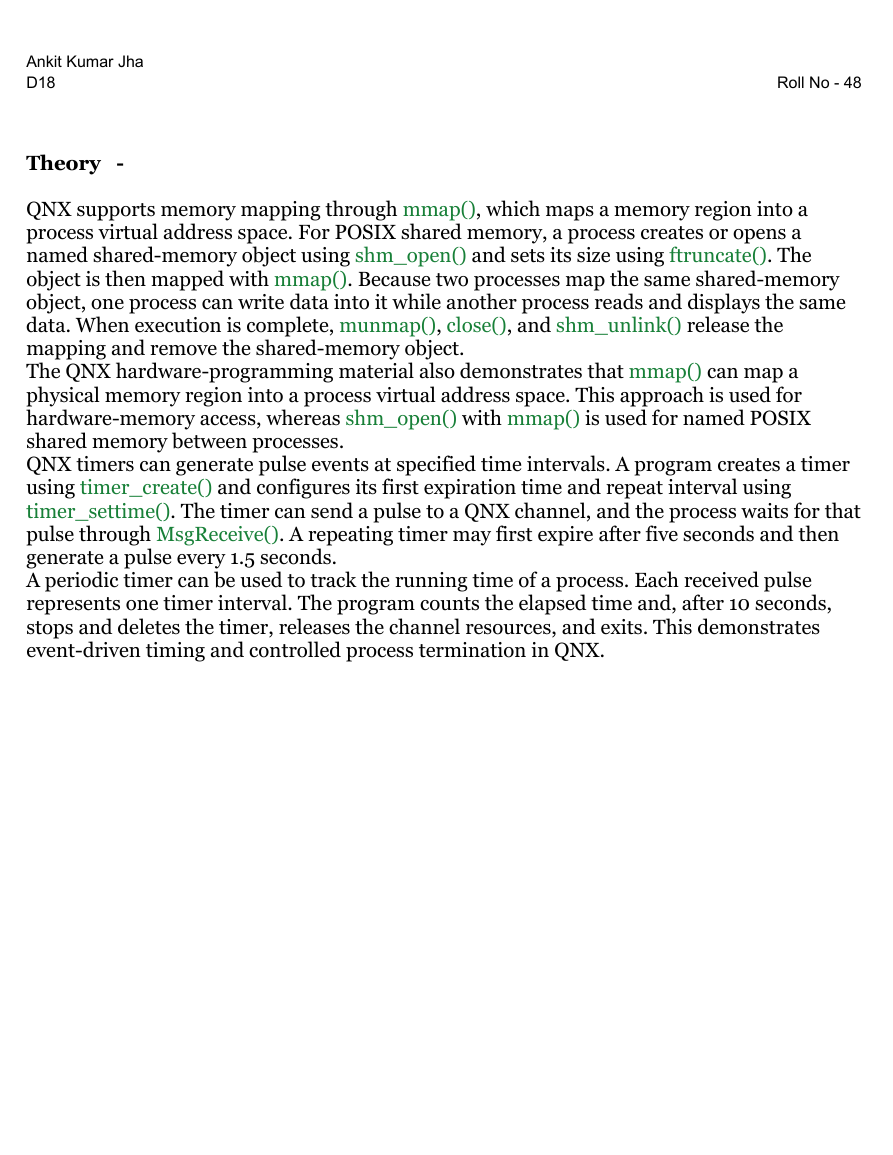 Ankit Kumar Jha
D18 Roll No - 48
Theory -
QNX supports memory mapping through mmap(), which maps a memory region into a
process virtual address space. For POSIX shared memory, a process creates or opens a
named shared-memory object using shm_open() and sets its size using ftruncate(). The
object is then mapped with mmap(). Because two processes map the same shared-memory
object, one process can write data into it while another process reads and displays the same
data. When execution is complete, munmap(), close(), and shm_unlink() release the
mapping and remove the shared-memory object.
The QNX hardware-programming material also demonstrates that mmap() can map a
physical memory region into a process virtual address space. This approach is used for
hardware-memory access, whereas shm_open() with mmap() is used for named POSIX
shared memory between processes.
QNX timers can generate pulse events at specified time intervals. A program creates a timer
using timer_create() and configures its first expiration time and repeat interval using
timer_settime(). The timer can send a pulse to a QNX channel, and the process waits for that
pulse through MsgReceive(). A repeating timer may first expire after five seconds and then
generate a pulse every 1.5 seconds.
A periodic timer can be used to track the running time of a process. Each received pulse
represents one timer interval. The program counts the elapsed time and, after 10 seconds,
stops and deletes the timer, releases the channel resources, and exits. This demonstrates
event-driven timing and controlled process termination in QNX.